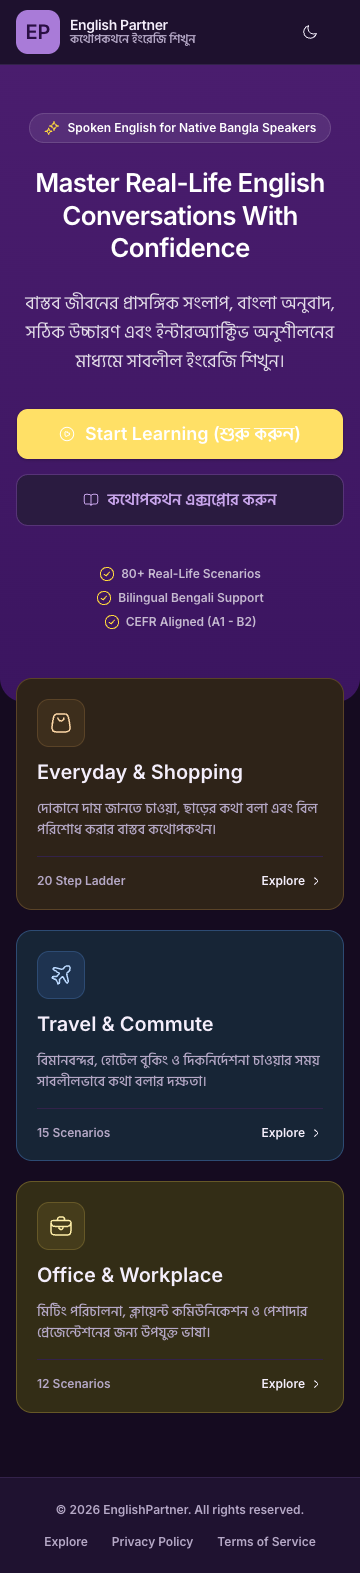 EP
English Partner
কথোপকথনে ইংরেজি শিখুন
Spoken English for Native Bangla Speakers
Master Real-Life English
Conversations With
Confidence
বাস্তব জীবনের প্রাসঙ্গিক সংলাপ, বাংলা অনুবাদ,
সঠিক উচ্চারণ এবং ইন্টারঅ্যাক্টিভ অনুশীলনের
মাধ্যমে সাবলীল ইংরেজি শিখুন।
Start Learning (শুরু করুন)
কথোপকথন এক্সপ্লোর করুন
80+ Real-Life Scenarios
Bilingual Bengali Support
CEFR Aligned (A1 - B2)
Everyday & Shopping
দোকানে দাম জানতে চাওয়া, ছাড়ের কথা বলা এবং বিল
পরিশোধ করার বাস্তব কথোপকথন।
20 Step Ladder
Explore
Travel & Commute
বিমানবন্দর, হোটেল বুকিং ও দিকনির্দেশনা চাওয়ার সময়
সাবলীলভাবে কথা বলার দক্ষতা।
15 Scenarios
Explore
Office & Workplace
মিটিং পরিচালনা, ক্লায়েন্ট কমিউনিকেশন ও পেশাদার
প্রেজেন্টেশনের জন্য উপযুক্ত ভাষা।
12 Scenarios
Explore
© 2026 EnglishPartner. All rights reserved.
Explore Privacy Policy Terms of Service